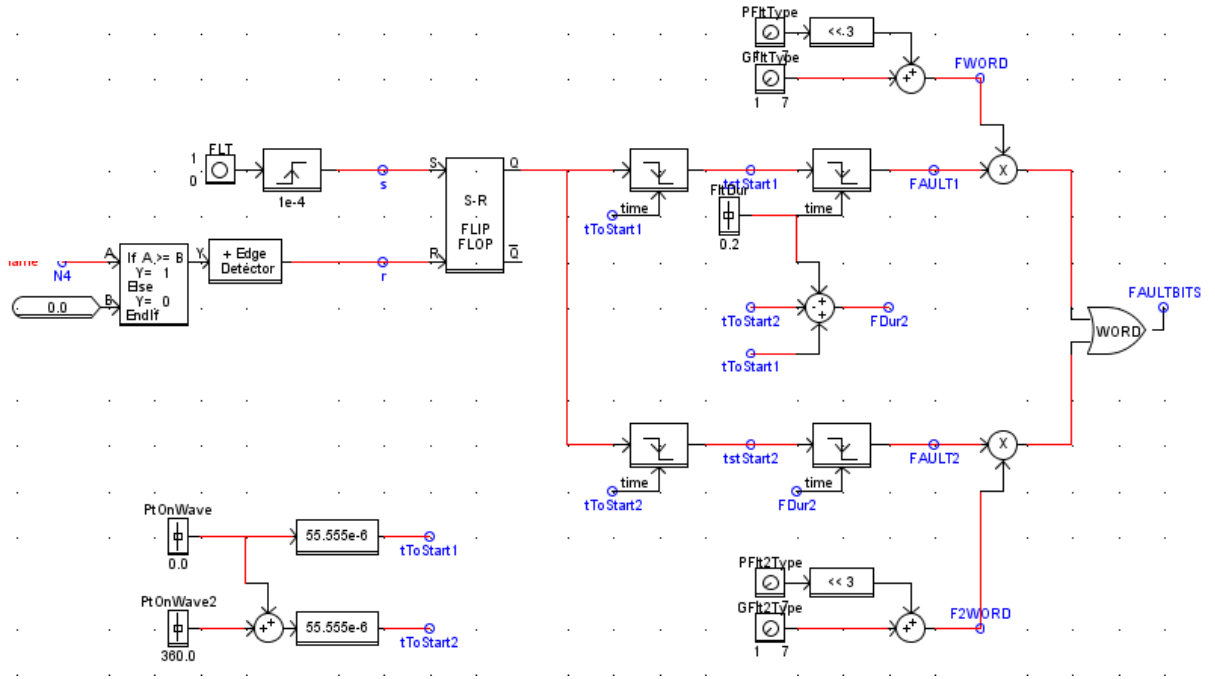 PFltType
<<.3
GFltType
FWORD
1 7
FLT
1
0
1e-4
s
S
Q
S-R
FLIP
FLOP
R
Q
tstStart1
FAULT1
X
time
tToStart1
FltDur
0.2
time
N4
A
If A >= B
Y= 1
Else
Y= 0
EndIf
Y
+ Edge
Detector
r
B
0.0
tToStart2
FDur2
tToStart1
FAULTBITS
WORD
tstStart2
FAULT2
X
time
tToStart2
time
FDur2
PtOnWave
0.0
55.555e-6
tToStart1
PtOnWave2
360.0
55.555e-6
tToStart2
PFlt2Type
<< 3
GFlt2Type
F2WORD
1 7